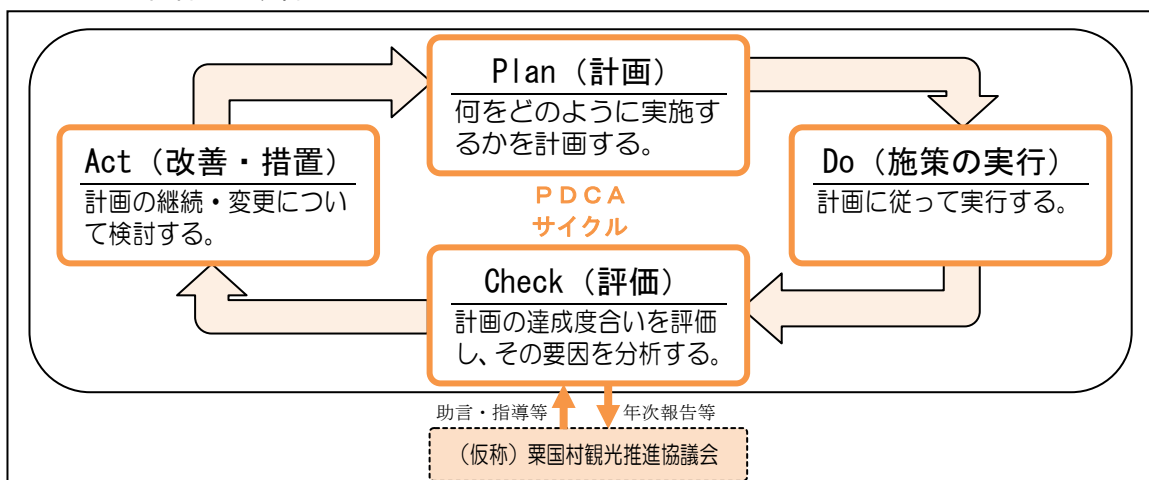 Plan（計画）
何をどのように実施す
るかを計画する。
Act（改善・措置）
計画の継続・変更につい
て検討する。
Do（施策の実行）
計画に従って実行する。
ＰＤＣＡ
サイクル
Check（評価）
計画の達成度合いを評価
し、その要因を分析する。
助言・指導等
年次報告等
（仮称）粟国村観光推進協議会